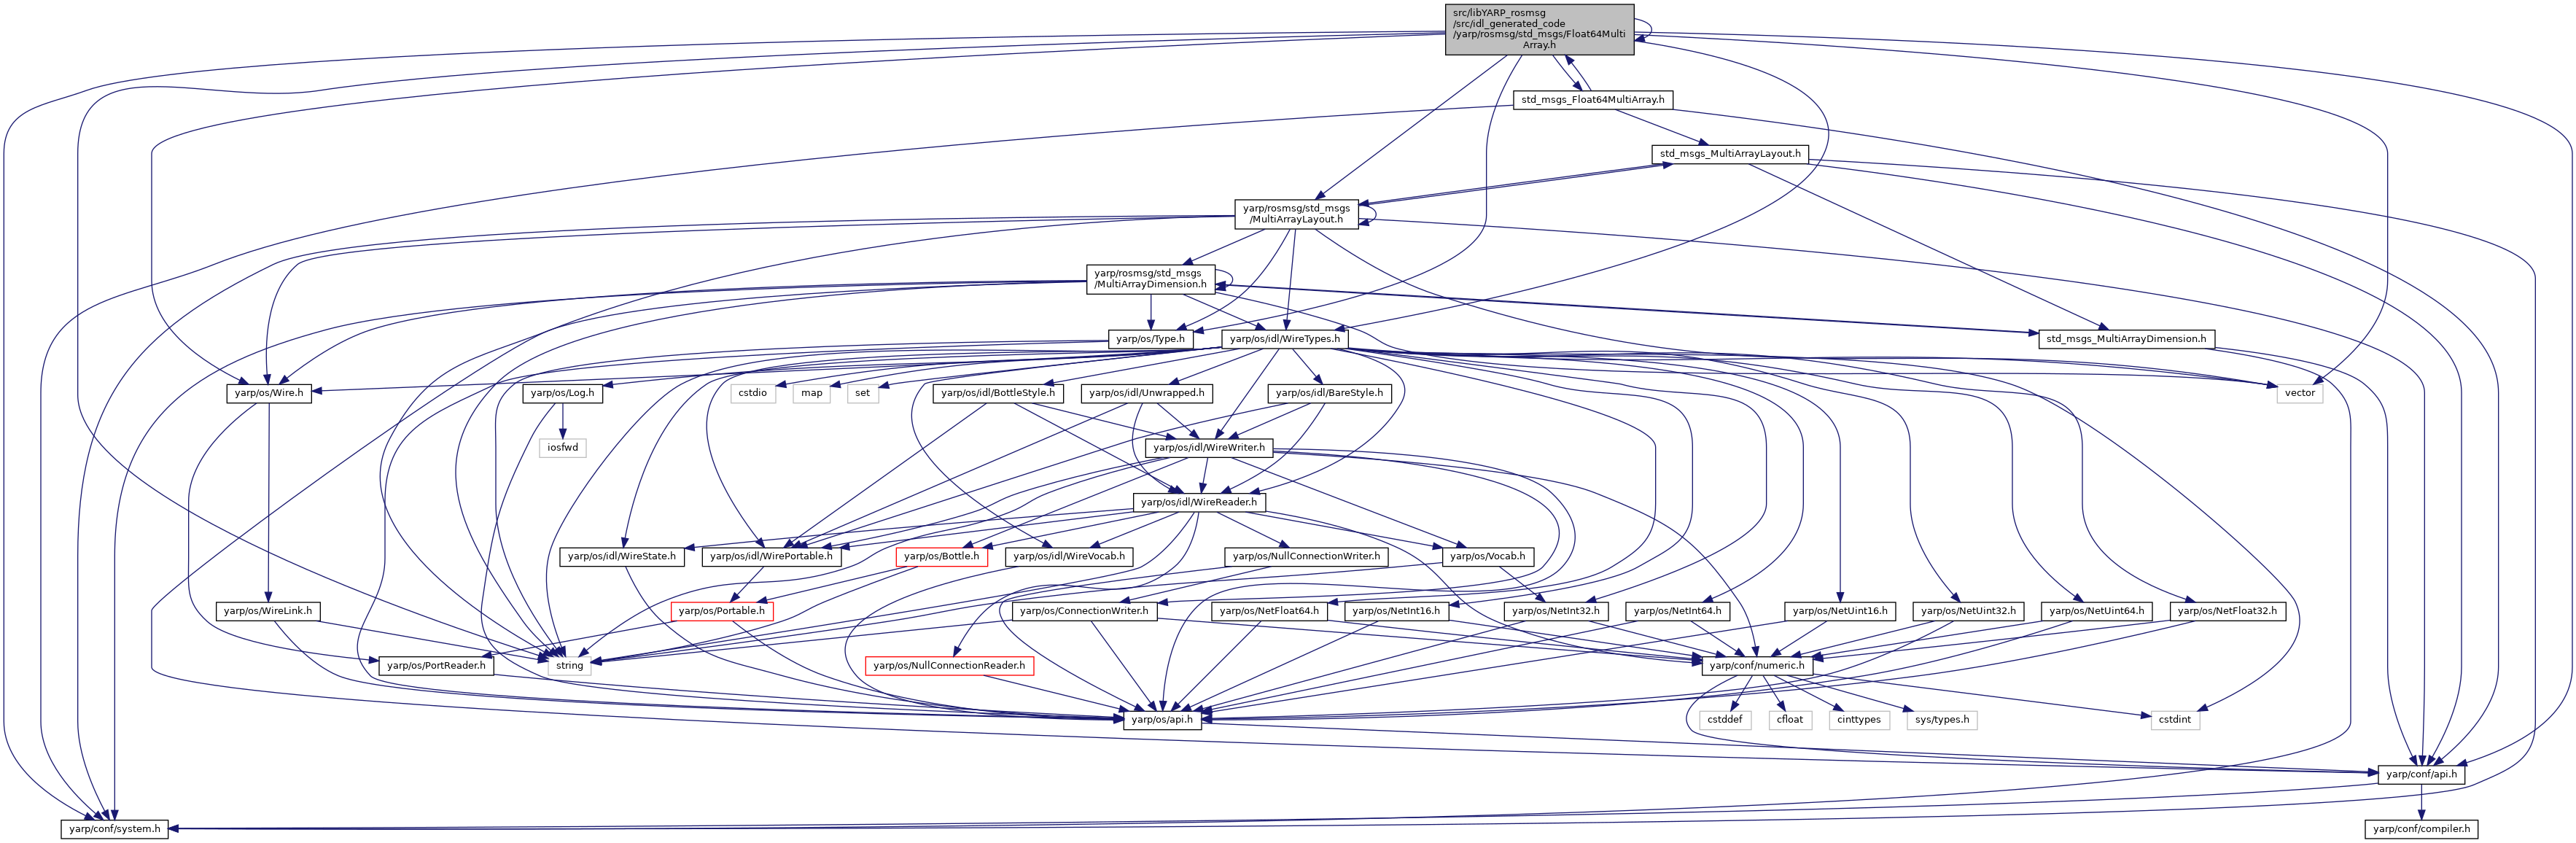 src/libYARP_rosmsg
/src/idl_generated_code
/yarp/rosmsg/std_msgs/Float64Multi
Array.h
std_msgs_Float64MultiArray.h
std_msgs_MultiArrayLayout.h
yarp/rosmsg/std_msgs
/MultiArrayLayout.h
yarp/rosmsg/std_msgs
/MultiArrayDimension.h
yarp/os/Type.h
yarp/os/idl/WireTypes.h
std_msgs_MultiArrayDimension.h
yarp/os/Wire.h
yarp/os/Log.h
cstdio
map
set
yarp/os/idl/BottleStyle.h
yarp/os/idl/Unwrapped.h
yarp/os/idl/BareStyle.h
vector
iosfwd
yarp/os/idl/WireWriter.h
yarp/os/idl/WireReader.h
yarp/os/idl/WireState.h
yarp/os/idl/WirePortable.h
yarp/os/Bottle.h
yarp/os/idl/WireVocab.h
yarp/os/NullConnectionWriter.h
yarp/os/Vocab.h
yarp/os/WireLink.h
yarp/os/Portable.h
yarp/os/ConnectionWriter.h
yarp/os/NetFloat64.h
yarp/os/NetInt16.h
yarp/os/NetInt32.h
yarp/os/NetInt64.h
yarp/os/NetUint16.h
yarp/os/NetUint32.h
yarp/os/NetUint64.h
yarp/os/NetFloat32.h
yarp/os/PortReader.h
string
yarp/os/NullConnectionReader.h
yarp/conf/numeric.h
yarp/os/api.h
cstddef
cfloat
cinttypes
sys/types.h
cstdint
yarp/conf/api.h
yarp/conf/system.h
yarp/conf/compiler.h